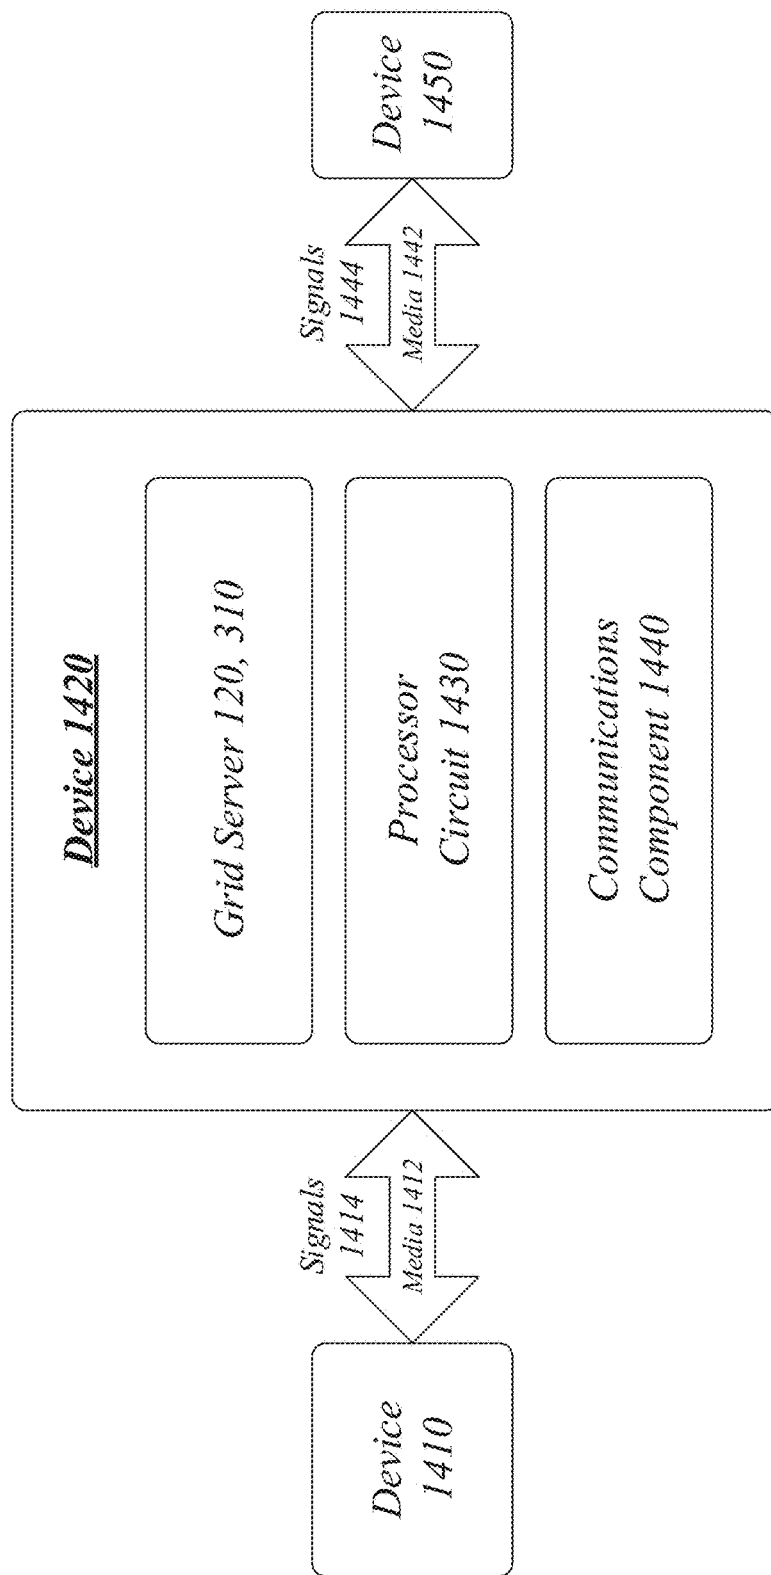 Device 1420
Grid Server 120, 310
Processor
Circuit 1430
Communications
Component 1440
Device
1410
Signals
1414
Media 1412
Signals
1444
Media 1442
Device
1450